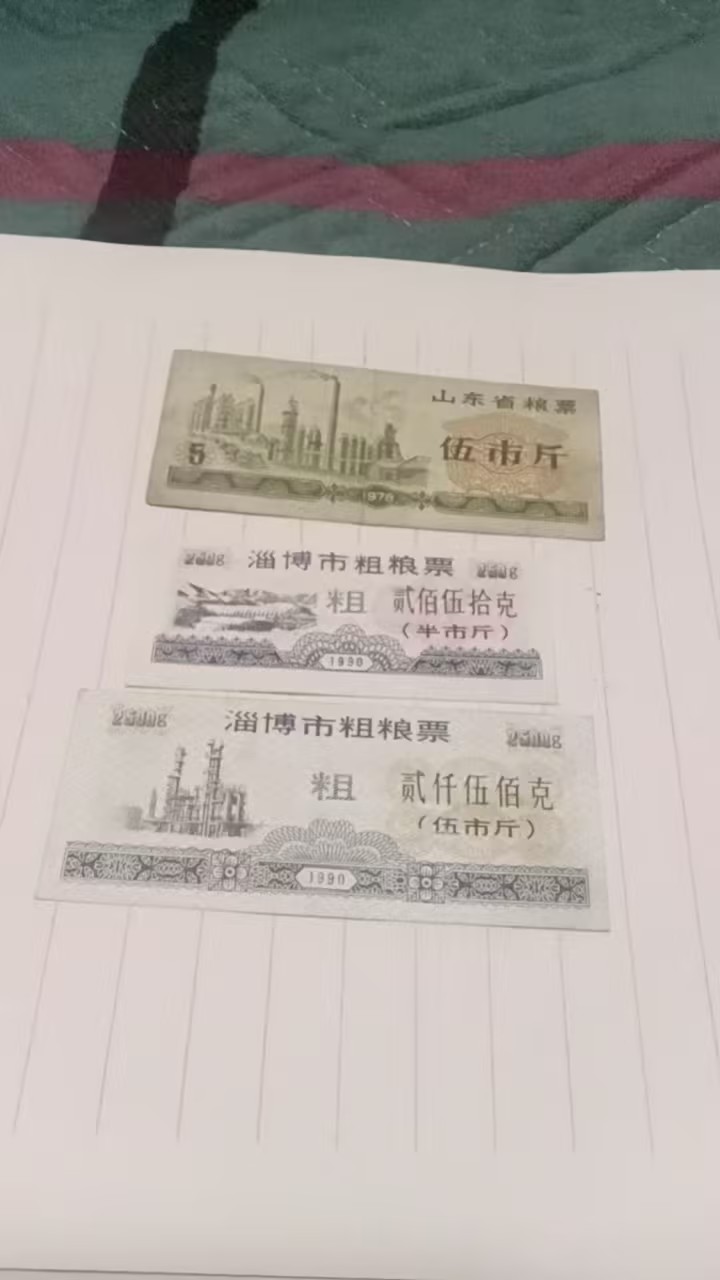 山东省粮票
伍市斤
5
1978
250g 淄博市粗粮票 250g
粗 贰佰伍拾克
(半市斤)
1990
2500g 淄博市粗粮票 2500g
粗 贰仟伍佰克
(伍市斤)
1990